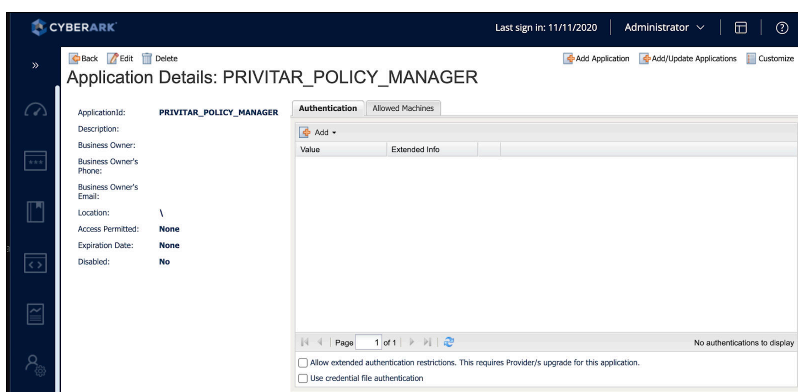 CYBERARK
Last sign in: 11/11/2020
Administrator
Back Edit Delete
Add Application Add/Update Applications Customize
Application Details: PRIVITAR_POLICY_MANAGER
ApplicationId: PRIVITAR_POLICY_MANAGER
Description:
Business Owner:
Business Owner's
Phone:
Business Owner's
Email:
Location: \
Access Permitted: None
Expiration Date: None
Disabled: No
Authentication Allowed Machines
Add
Value Extended Info
Page 1 of 1
No authentications to display
Allow extended authentication restrictions. This requires Provider/s upgrade for this application.
Use credential file authentication